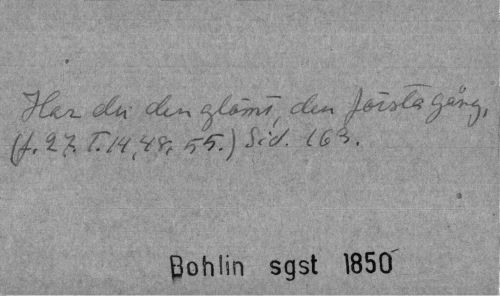 Har du den glömt, den första gång,
(f. 27. T. 14, 48, 55.) Sid. 163.
Bohlin sgst 1850